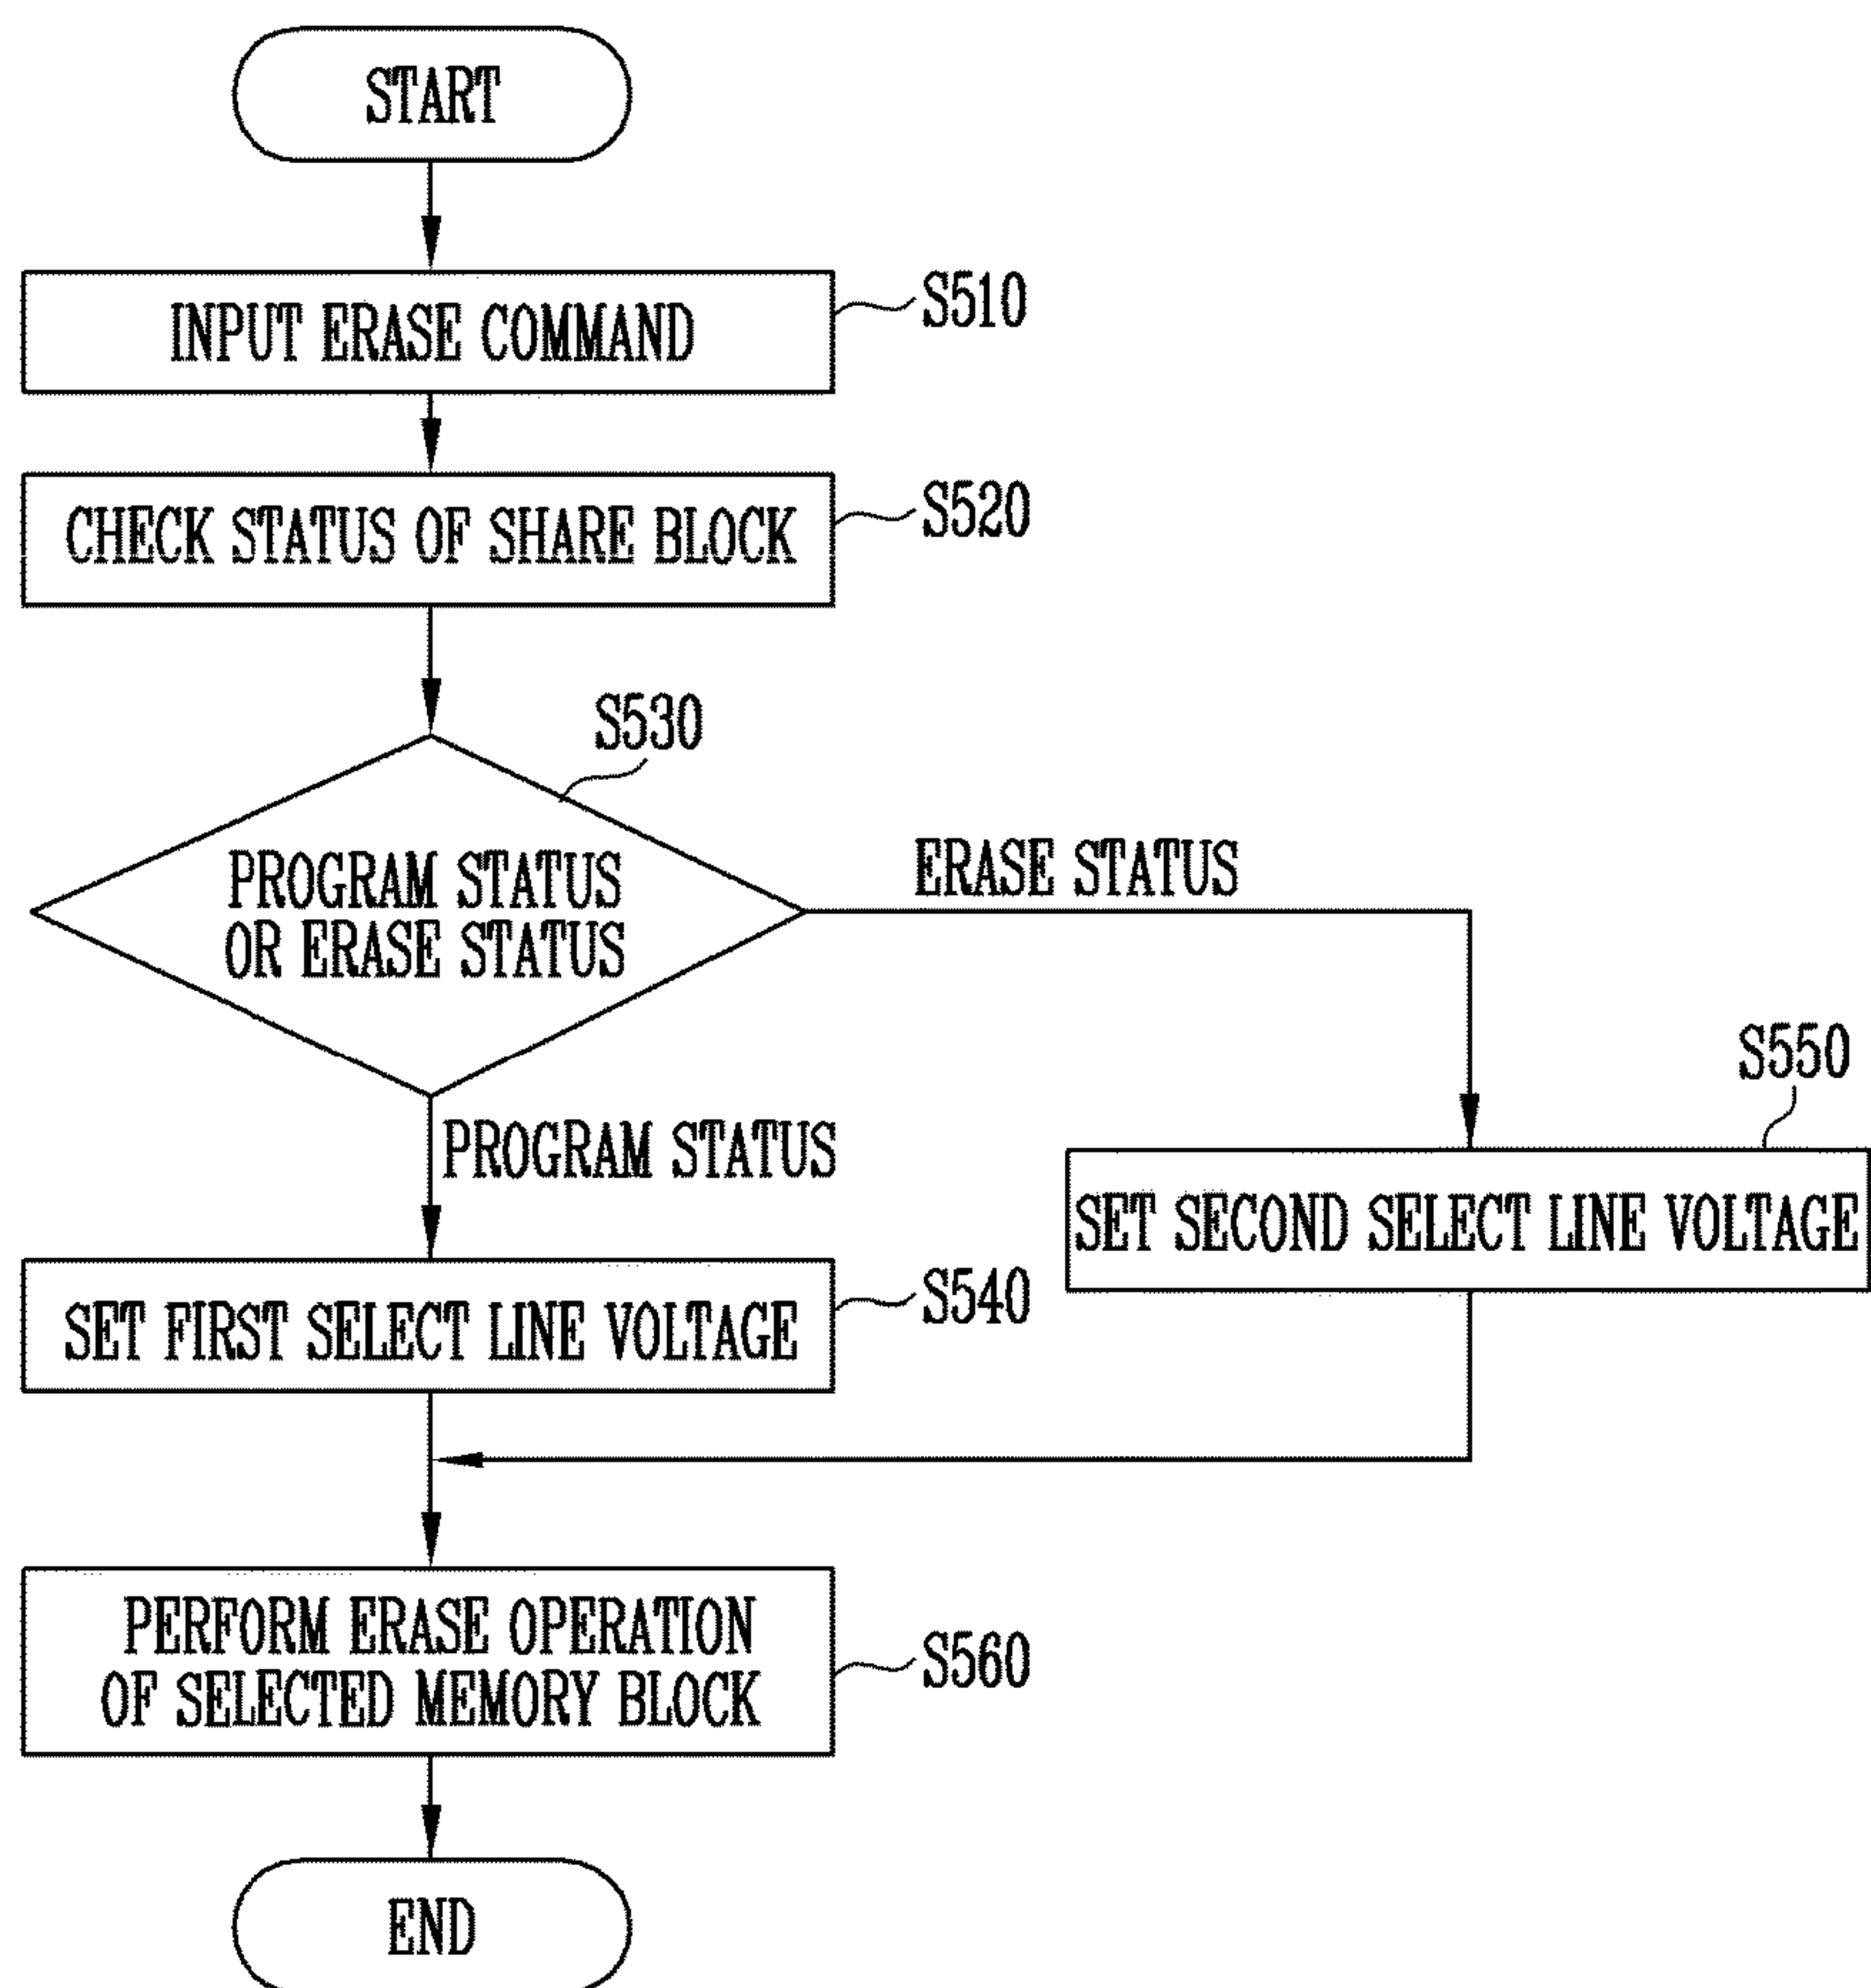 START
INPUT ERASE COMMAND
S510
CHECK STATUS OF SHARE BLOCK
S520
S530
PROGRAM STATUS
OR ERASE STATUS
ERASE STATUS
PROGRAM STATUS
S550
SET SECOND SELECT LINE VOLTAGE
SET FIRST SELECT LINE VOLTAGE
S540
PERFORM ERASE OPERATION
OF SELECTED MEMORY BLOCK
S560
END